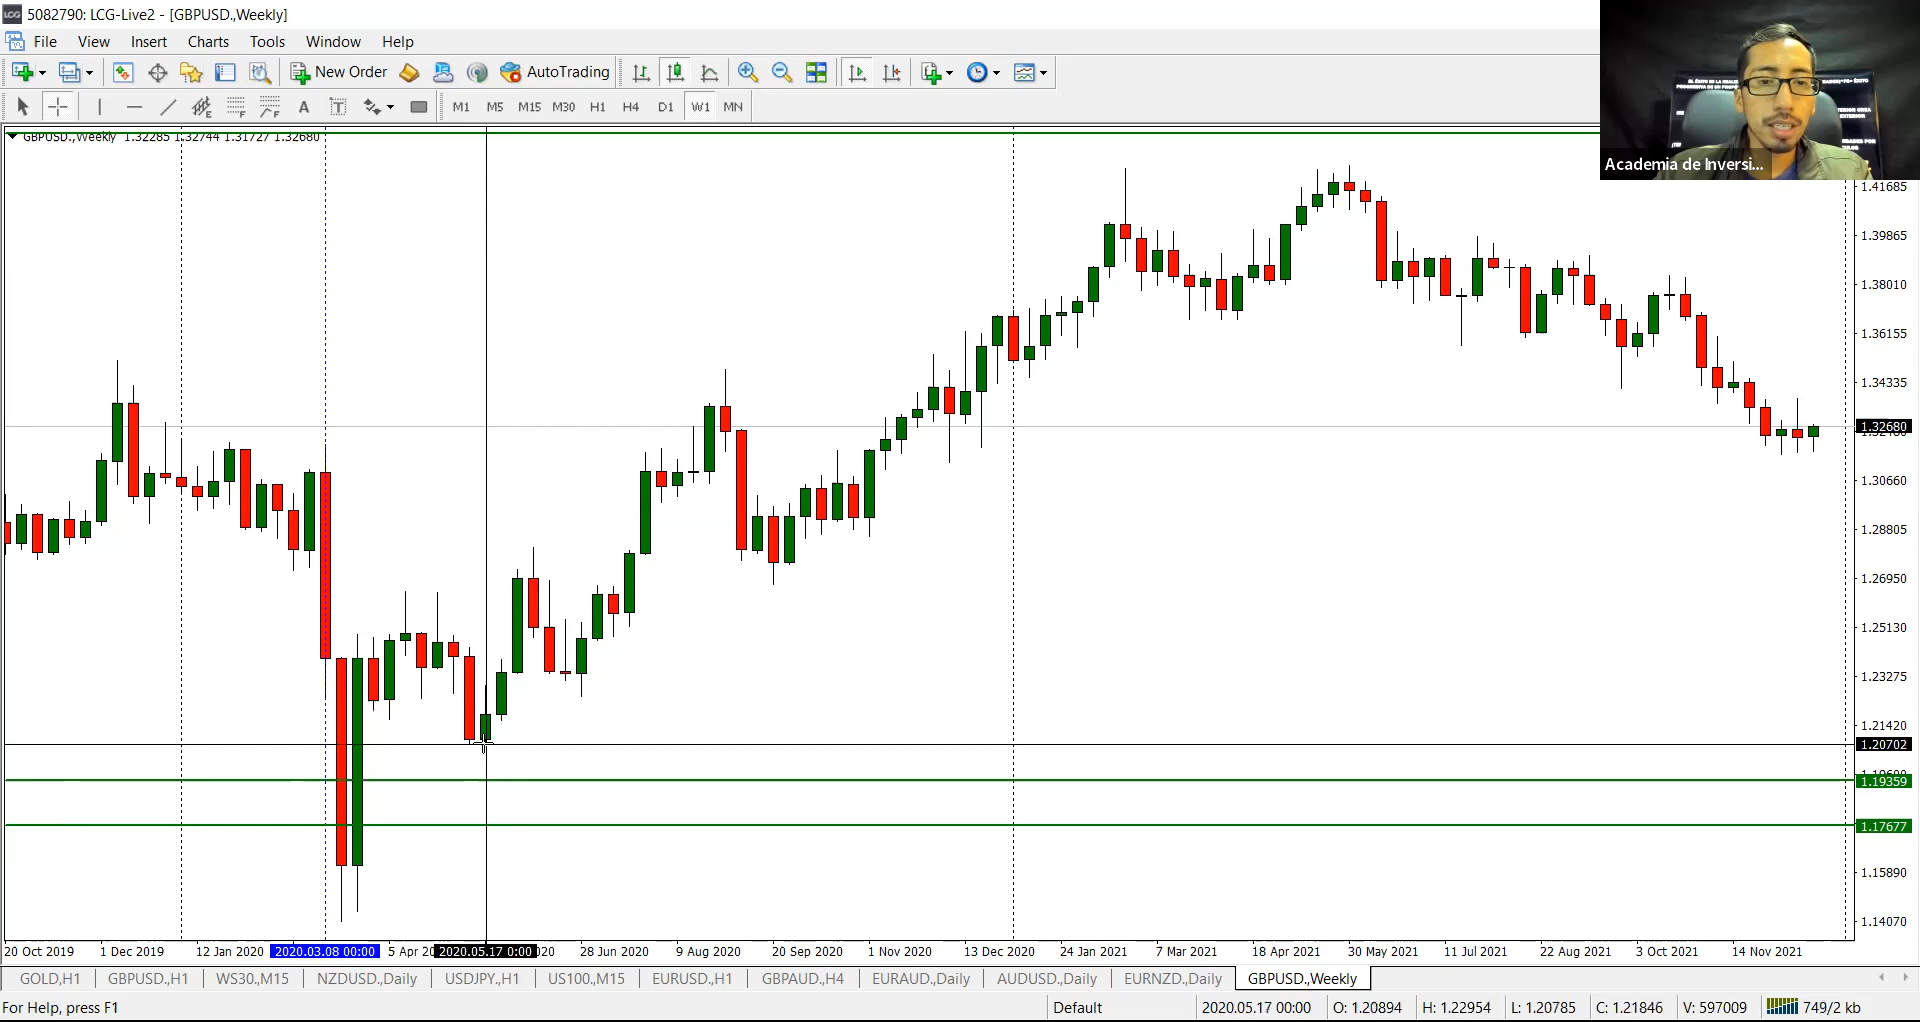 5082790: LCG-Live2 - [GBPUSD.,Weekly]
File View Insert Charts Tools Window Help
New Order AutoTrading
M1 M5 M15 M30 H1 H4 D1 W1 MN
GBPUSD.,Weekly 1.32285 1.32744 1.31727 1.32680
Academia de Inversi...
1.41685
1.39865
1.38010
1.36155
1.34335
1.32680
1.30660
1.28805
1.26950
1.25130
1.23275
1.21420
1.20702
1.19359
1.17677
1.15890
1.14070
20 Oct 2019 1 Dec 2019 12 Jan 2020 2020.03.08 00:00 5 Apr 2020.05.17 00:00 28 Jun 2020 9 Aug 2020 20 Sep 2020 1 Nov 2020 13 Dec 2020 24 Jan 2021 7 Mar 2021 18 Apr 2021 30 May 2021 11 Jul 2021 22 Aug 2021 3 Oct 2021 14 Nov 2021
GOLD,H1 GBPUSD.,H1 WS30.,M15 NZDUSD.,Daily USDJPY.,H1 US100.,M15 EURUSD.,H1 GBPAUD.,H4 EURAUD.,Daily AUDUSD.,Daily EURNZD.,Daily GBPUSD.,Weekly
For Help, press F1 Default 2020.05.17 00:00 O: 1.20894 H: 1.22954 L: 1.20785 C: 1.21846 V: 597009 749/2 kb